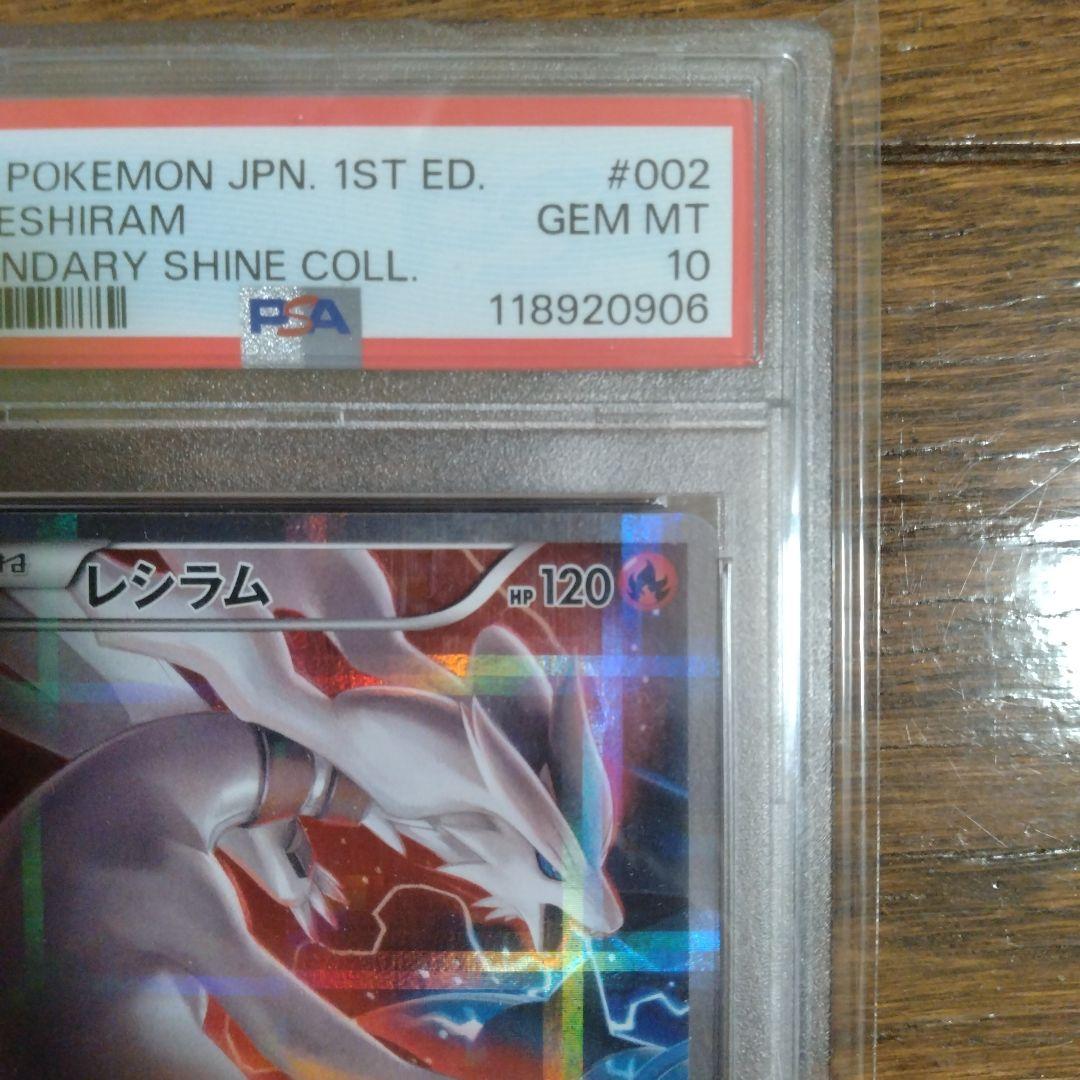 POKEMON JPN. 1ST ED. #002
ESHIRAM GEM MT
NDARY SHINE COLL. 10
PSA 118920906
レシラム HP 120